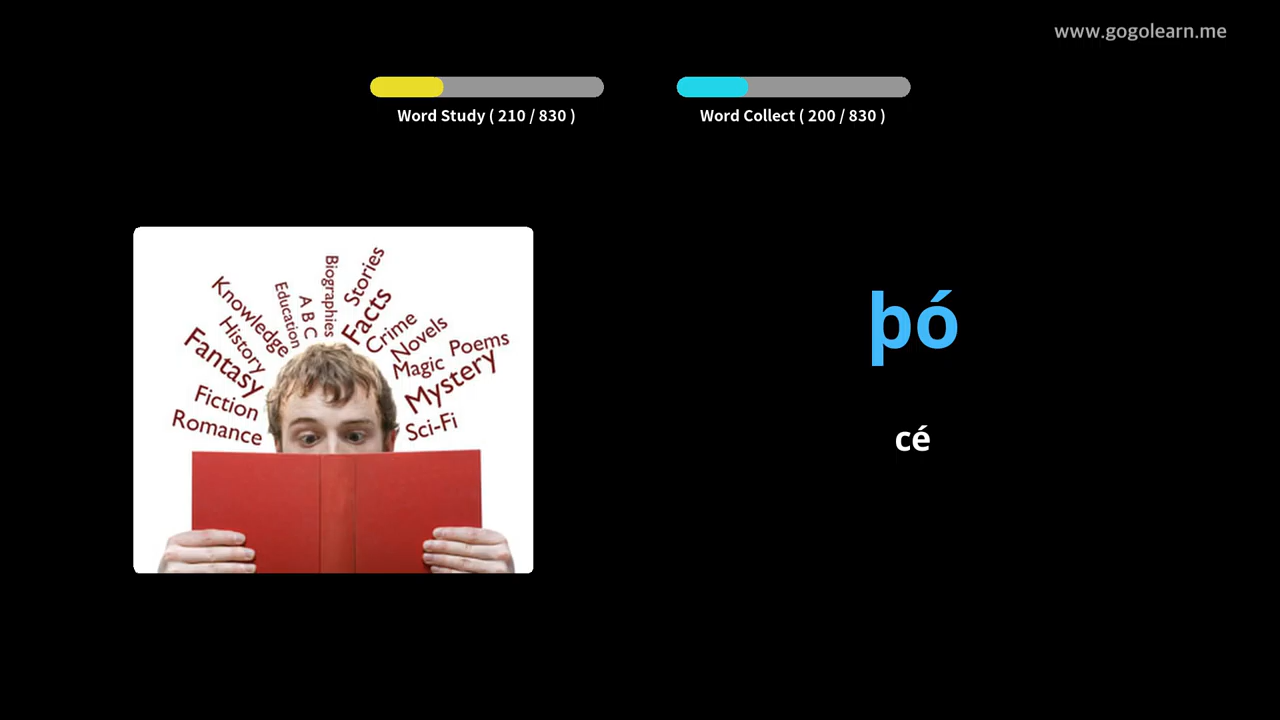 www.gogolearn.me
Word Study ( 210 / 830 )
Word Collect ( 200 / 830 )
Biographies
Stories
Education
A B C
Facts
Knowledge
Crime
History
Novels
Fantasy
Magic
Poems
Mystery
Fiction
Romance
Sci-Fi
þó
cé